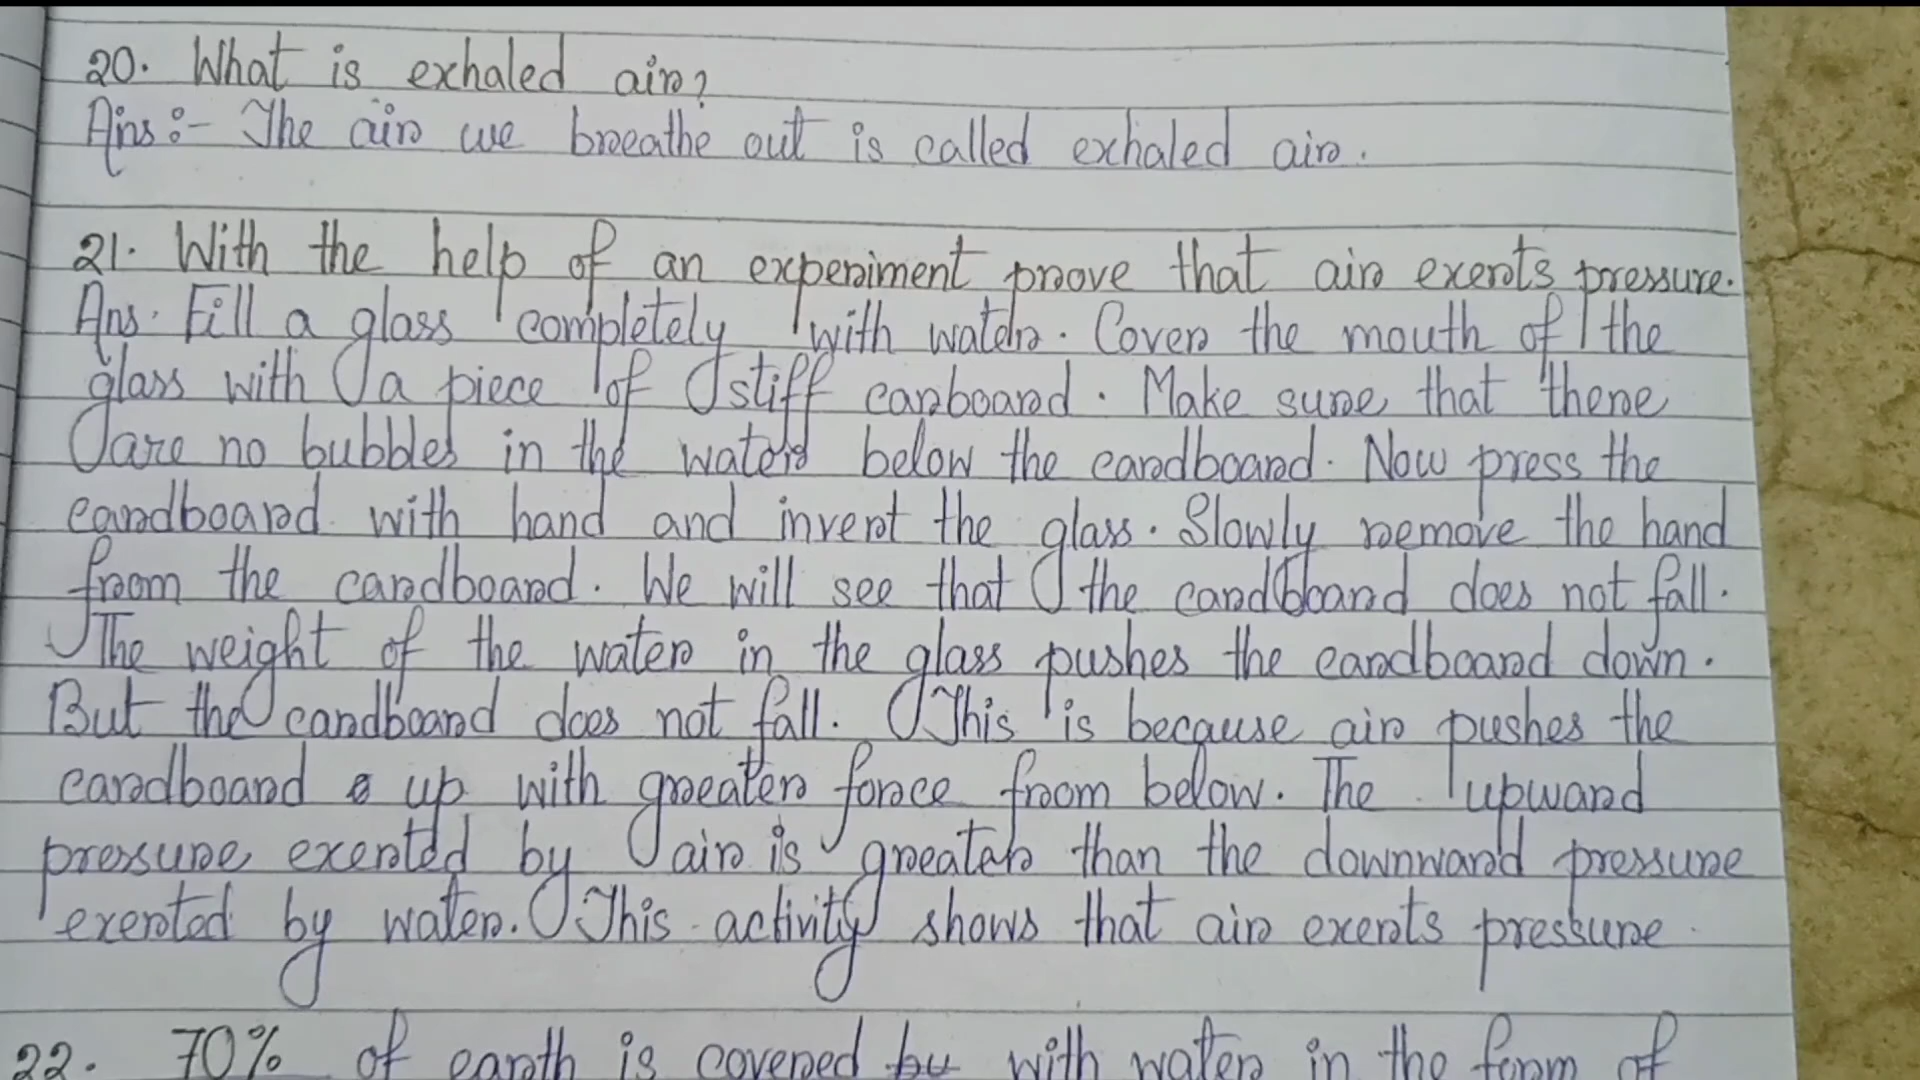 20. What is exhaled air?
Ans:- The air we breathe out is called exhaled air.
21. With the help of an experiment prove that air exerts pressure.
Ans. Fill a glass completely with water. Cover the mouth of the
glass with a piece of stiff carboard. Make sure that there
are no bubbles in the water below the cardboard. Now press the
cardboard with hand and invert the glass. Slowly remove the hand
from the cardboard. We will see that the cardboard does not fall.
The weight of the water in the glass pushes the cardboard down.
But the cardboard does not fall. This is because air pushes the
cardboard up with greater force from below. The upward
pressure exerted by air is greater than the downward pressure
exerted by water. This activity shows that air exerts pressure
22. 70% of earth is covered by with water in the form of